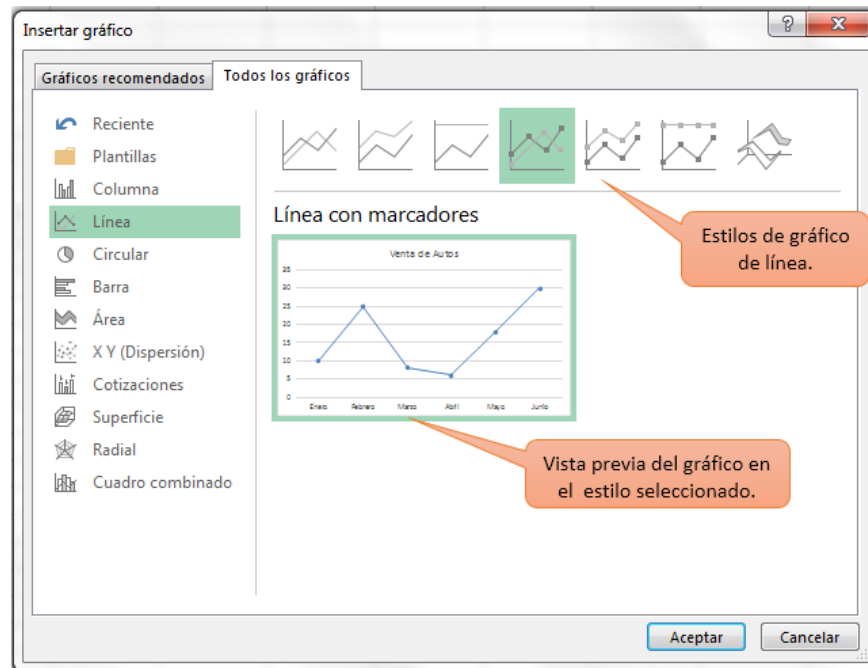 Insertar gráfico
Gráficos recomendados
Todos los gráficos
Reciente
Plantillas
Columna
Línea
Circular
Barra
Área
X Y (Dispersión)
Cotizaciones
Superficie
Radial
Cuadro combinado
Línea con marcadores
Estilos de gráfico
de línea.
Venta de Autos
35
30
25
20
15
10
5
0
Enero Febrero Marzo Abril Mayo Junio
Vista previa del gráfico en
el estilo seleccionado.
Aceptar
Cancelar